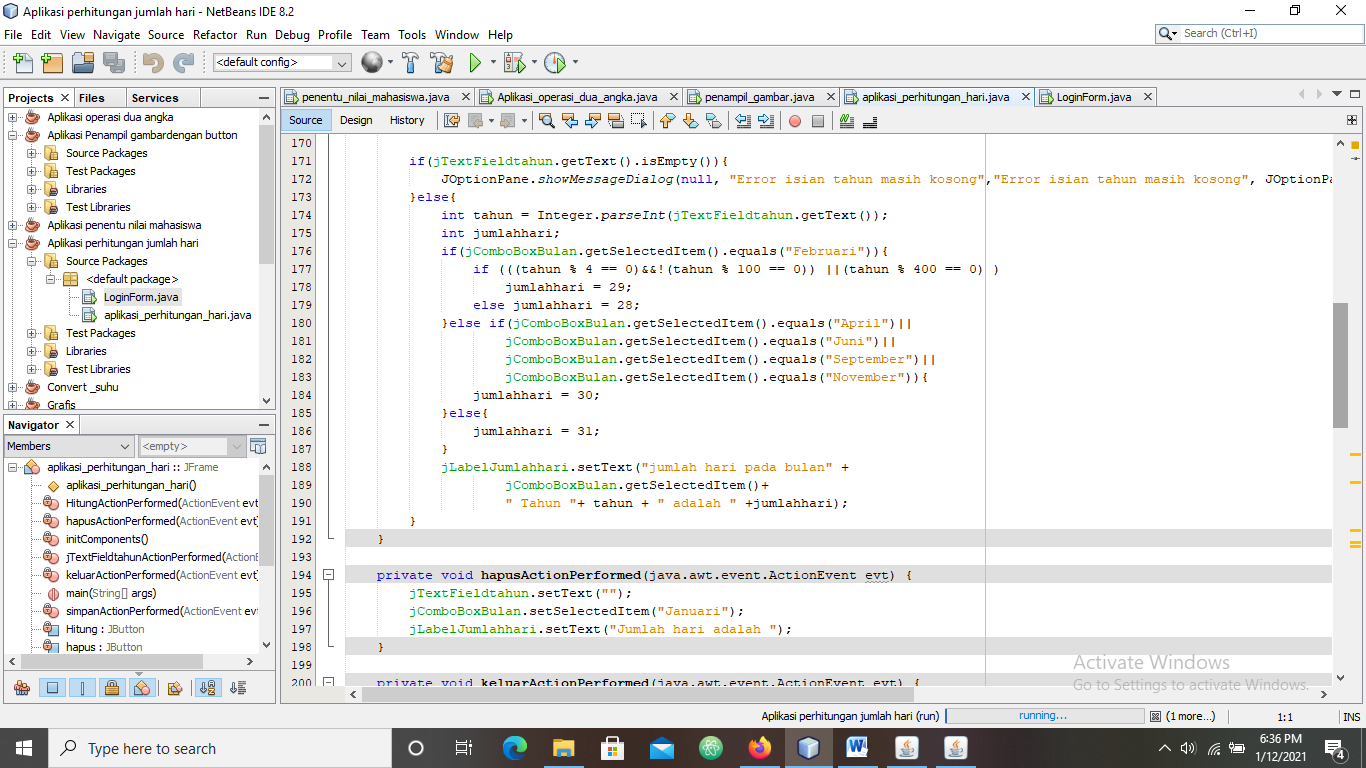 Aplikasi perhitungan jumlah hari - NetBeans IDE 8.2
File Edit View Navigate Source Refactor Run Debug Profile Team Tools Window Help
Search (Ctrl+I)
<default config>
Projects Files Services
Aplikasi operasi dua angka
Aplikasi Penampil gambardengan button
Source Packages
Test Packages
Libraries
Test Libraries
Aplikasi penentu nilai mahasiswa
Aplikasi perhitungan jumlah hari
Source Packages
<default package>
LoginForm.java
aplikasi_perhitungan_hari.java
Test Packages
Libraries
Test Libraries
Convert _suhu
Grafis
Navigator
Members <empty>
aplikasi_perhitungan_hari :: JFrame
aplikasi_perhitungan_hari()
HitungActionPerformed(ActionEvent evt
hapusActionPerformed(ActionEvent evt)
initComponents()
jTextFieldtahunActionPerformed(ActionE
keluarActionPerformed(ActionEvent evt)
main(String[] args)
simpanActionPerformed(ActionEvent ev
Hitung : JButton
hapus : JButton
penentu_nilai_mahasiswa.java Aplikasi_operasi_dua_angka.java penampil_gambar.java aplikasi_perhitungan_hari.java LoginForm.java
Source Design History
170
171 if(jTextFieldtahun.getText().isEmpty()){
172 JOptionPane.showMessageDialog(null, "Error isian tahun masih kosong","Error isian tahun masih kosong", JOptionPa
173 }else{
174 int tahun = Integer.parseInt(jTextFieldtahun.getText());
175 int jumlahhari;
176 if(jComboBoxBulan.getSelectedItem().equals("Februari")){
177 if (((tahun % 4 == 0)&&!(tahun % 100 == 0)) ||(tahun % 400 == 0) )
178 jumlahhari = 29;
179 else jumlahhari = 28;
180 }else if(jComboBoxBulan.getSelectedItem().equals("April")||
181 jComboBoxBulan.getSelectedItem().equals("Juni")||
182 jComboBoxBulan.getSelectedItem().equals("September")||
183 jComboBoxBulan.getSelectedItem().equals("November")){
184 jumlahhari = 30;
185 }else{
186 jumlahhari = 31;
187 }
188 jLabelJumlahhari.setText("jumlah hari pada bulan" +
189 jComboBoxBulan.getSelectedItem()+
190 " Tahun "+ tahun + " adalah " +jumlahhari);
191 }
192 }
193
194 private void hapusActionPerformed(java.awt.event.ActionEvent evt) {
195 jTextFieldtahun.setText("");
196 jComboBoxBulan.setSelectedItem("Januari");
197 jLabelJumlahhari.setText("Jumlah hari adalah ");
198 }
199
200 private void keluarActionPerformed(java.awt.event.ActionEvent evt) {
Activate Windows
Go to Settings to activate Windows.
Aplikasi perhitungan jumlah hari (run) running... (1 more...) 1:1 INS
Type here to search
6:36 PM
1/12/2021
4